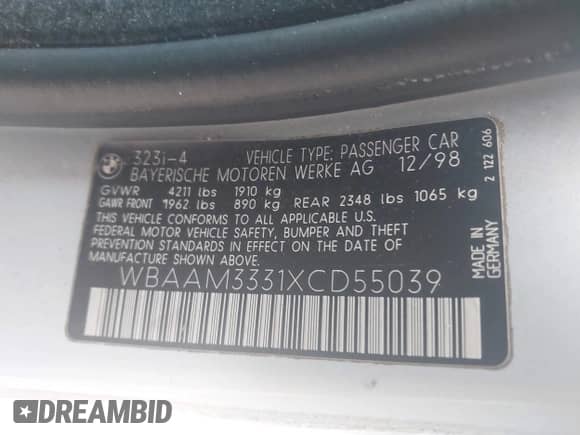 BMW 323i-4 VEHICLE TYPE: PASSENGER CAR
BAYERISCHE MOTOREN WERKE AG 12/98
GVWR 4211 lbs 1910 kg
GAWR FRONT 1962 lbs 890 kg REAR 2348 lbs 1065 kg
THIS VEHICLE CONFORMS TO ALL APPLICABLE U.S.
FEDERAL MOTOR VEHICLE SAFETY, BUMPER AND THEFT
PREVENTION STANDARDS IN EFFECT ON THE DATE OF
MANUFACTURE SHOWN ABOVE.
WBAAM3331XCD55039
2 122 606
MADE IN
GERMANY
DREAMBID